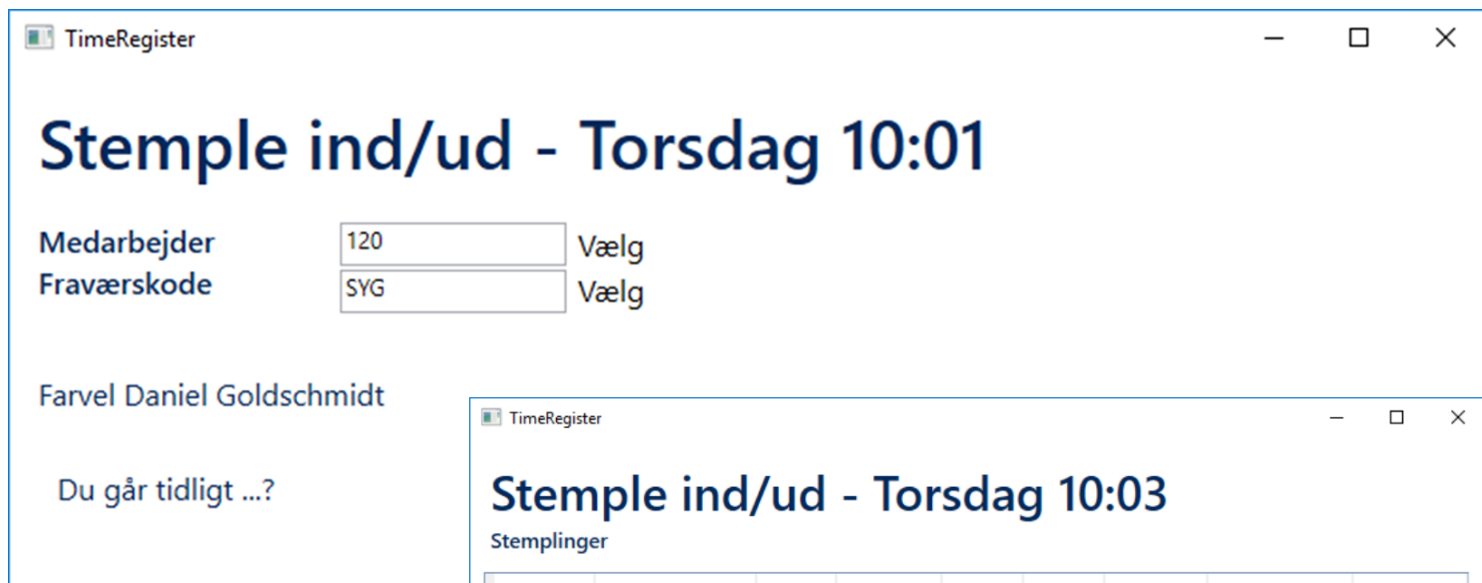 TimeRegister
Stemple ind/ud - Torsdag 10:01
Medarbejder 120 Vælg
Fraværskode SYG Vælg
Farvel Daniel Goldschmidt
Du går tidligt ...?
TimeRegister
Stemple ind/ud - Torsdag 10:03
Stemplinger